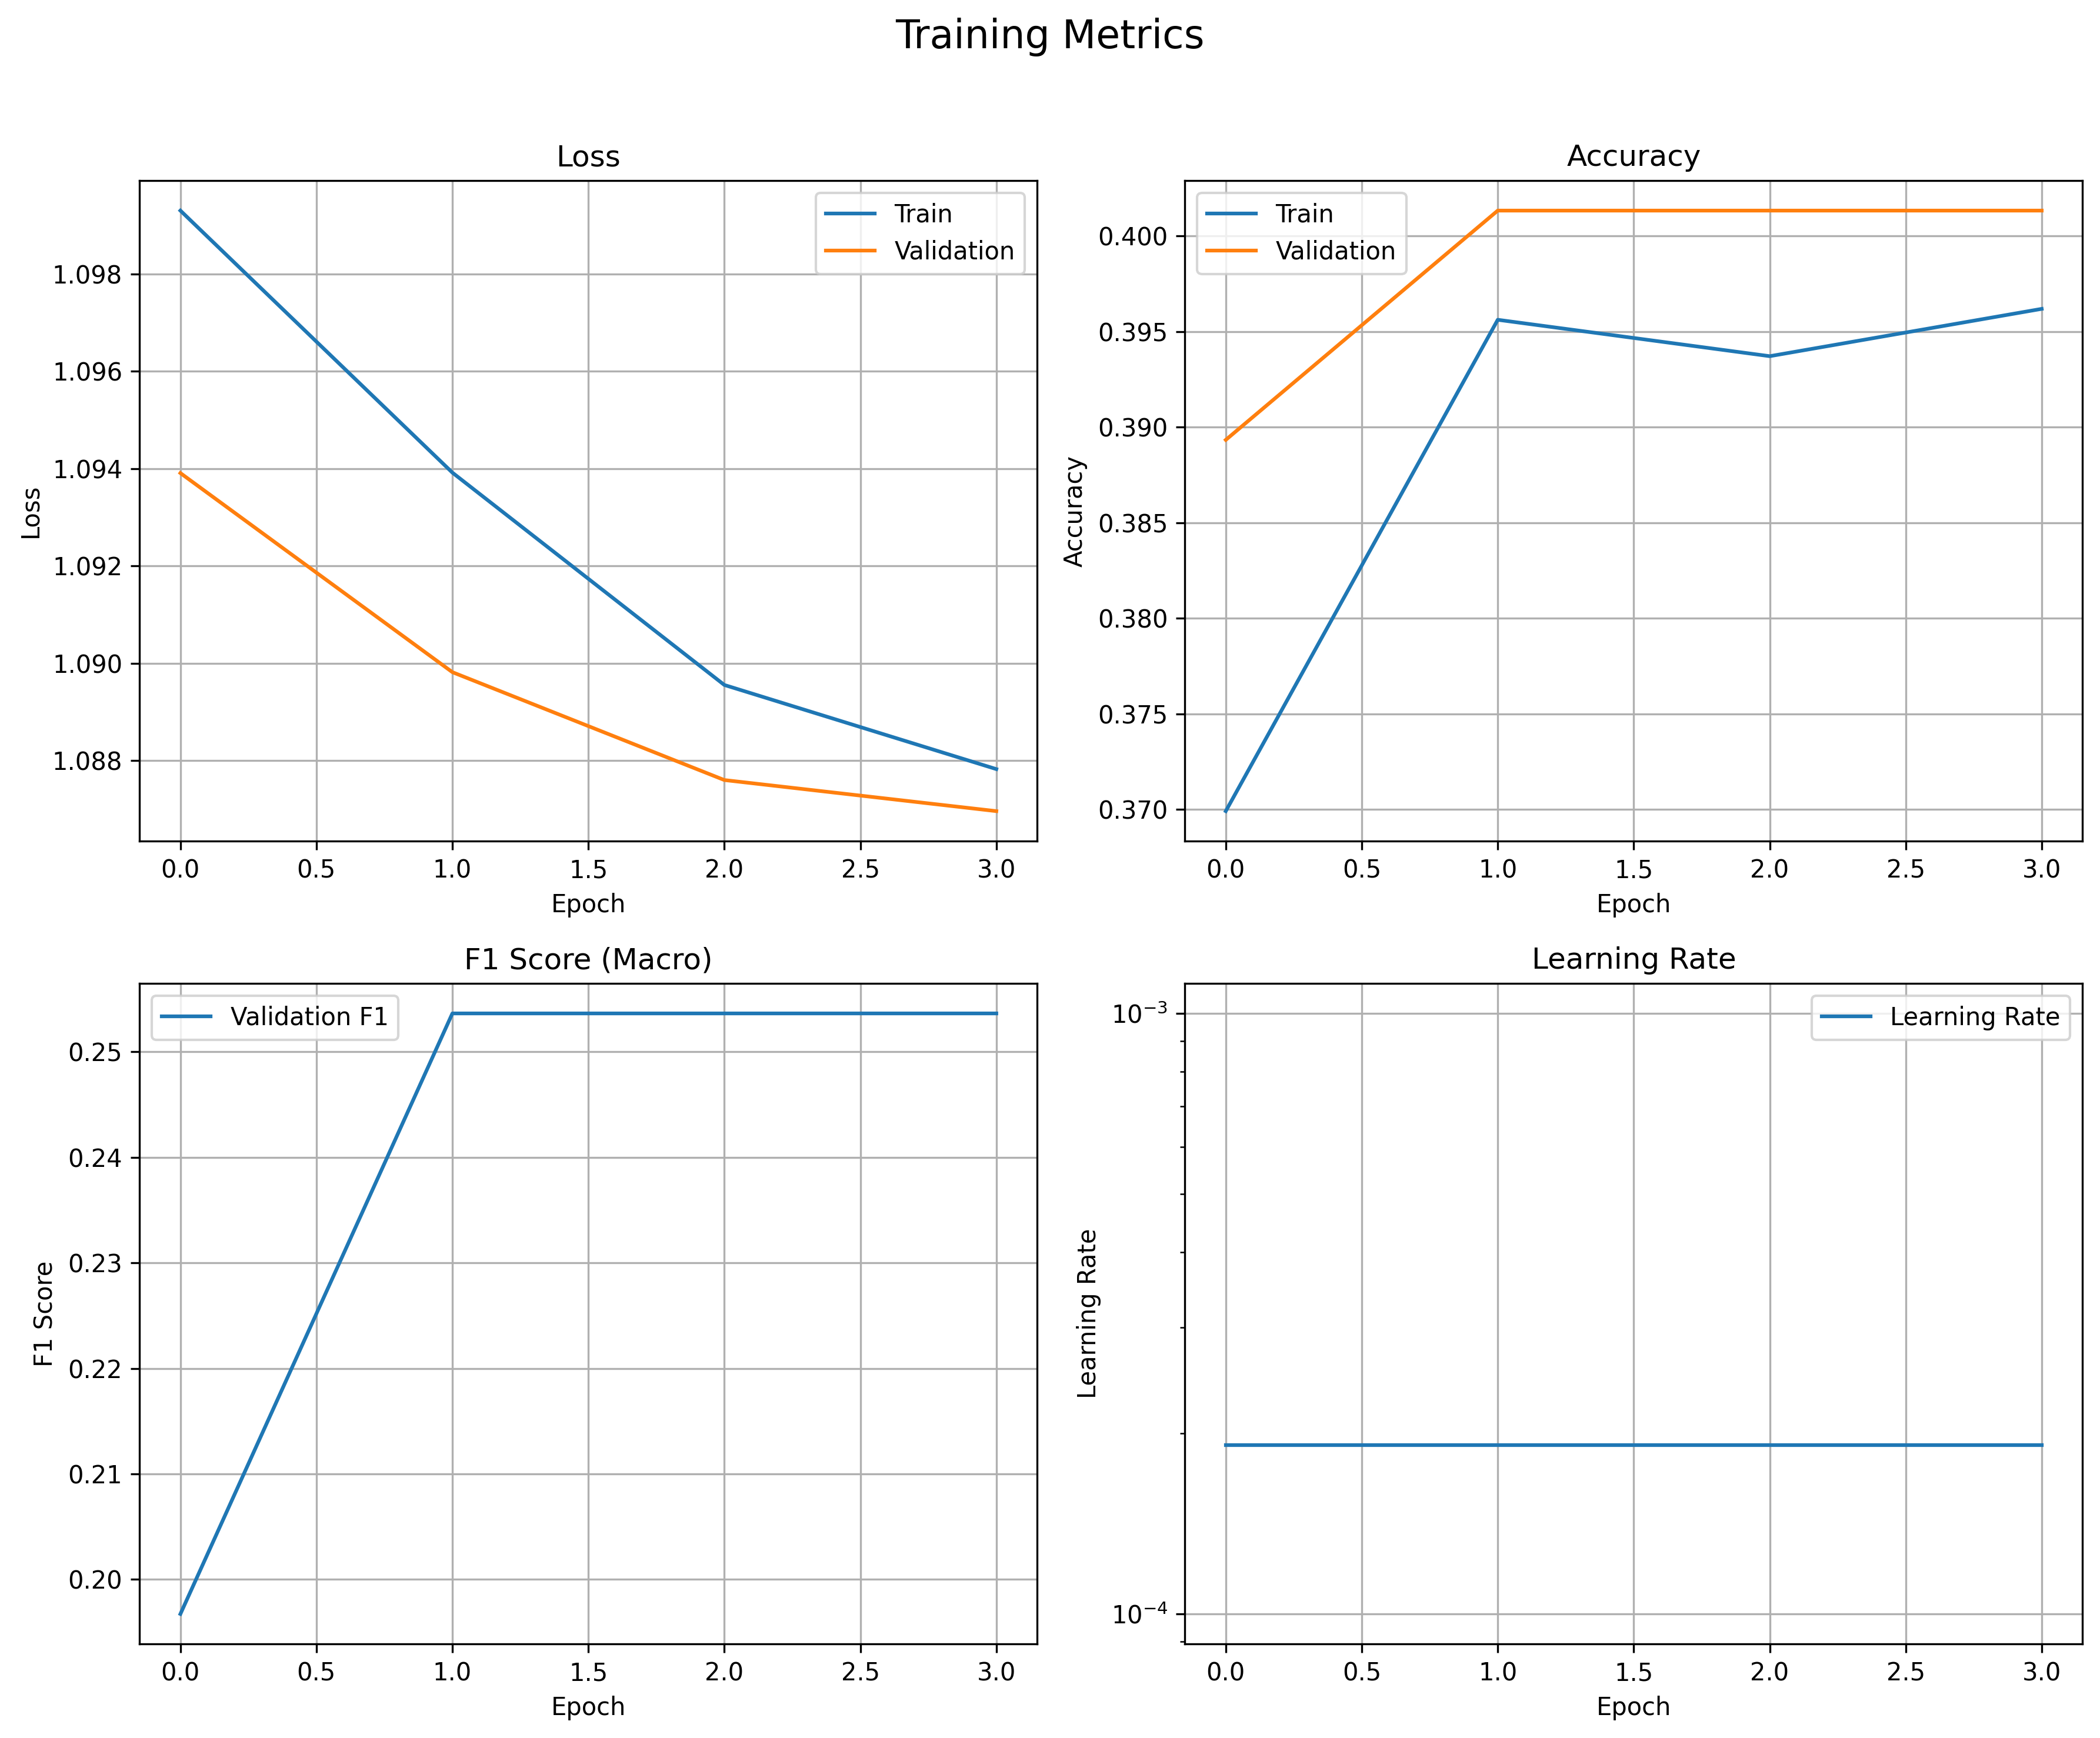 Training Metrics
Loss
Train
Validation
1.098
1.096
1.094
1.092
1.090
1.088
Loss
0.0 0.5 1.0 1.5 2.0 2.5 3.0
Epoch
Accuracy
Train
Validation
0.400
0.395
0.390
0.385
0.380
0.375
0.370
Accuracy
0.0 0.5 1.0 1.5 2.0 2.5 3.0
Epoch
F1 Score (Macro)
Validation F1
0.25
0.24
0.23
0.22
0.21
0.20
F1 Score
0.0 0.5 1.0 1.5 2.0 2.5 3.0
Epoch
Learning Rate
Learning Rate
10⁻³
10⁻⁴
Learning Rate
0.0 0.5 1.0 1.5 2.0 2.5 3.0
Epoch